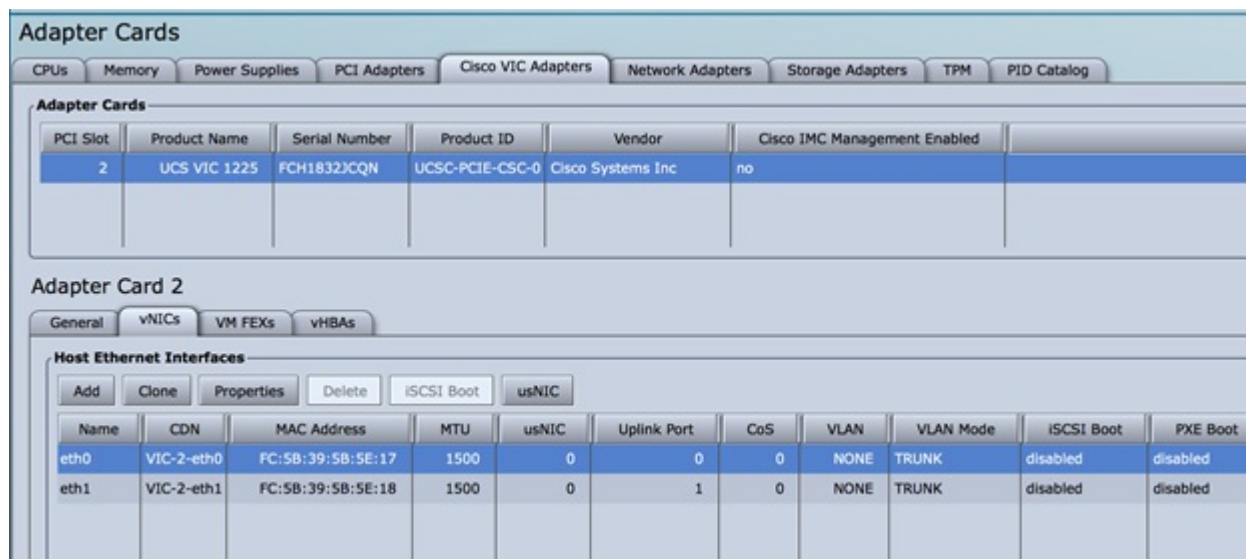 Adapter Cards
CPUs Memory Power Supplies PCI Adapters Cisco VIC Adapters Network Adapters Storage Adapters TPM PID Catalog
Adapter Cards
PCI Slot Product Name Serial Number Product ID Vendor Cisco IMC Management Enabled
2 UCS VIC 1225 FCH1832JCQN UCSC-PCIE-CSC-0 Cisco Systems Inc no
Adapter Card 2
General vNICs VM FEXs vHBAs
Host Ethernet Interfaces
Add Clone Properties Delete iSCSI Boot usNIC
Name CDN MAC Address MTU usNIC Uplink Port CoS VLAN VLAN Mode iSCSI Boot PXE Boot
eth0 VIC-2-eth0 FC:5B:39:5B:5E:17 1500 0 0 0 NONE TRUNK disabled disabled
eth1 VIC-2-eth1 FC:5B:39:5B:5E:18 1500 0 1 0 NONE TRUNK disabled disabled